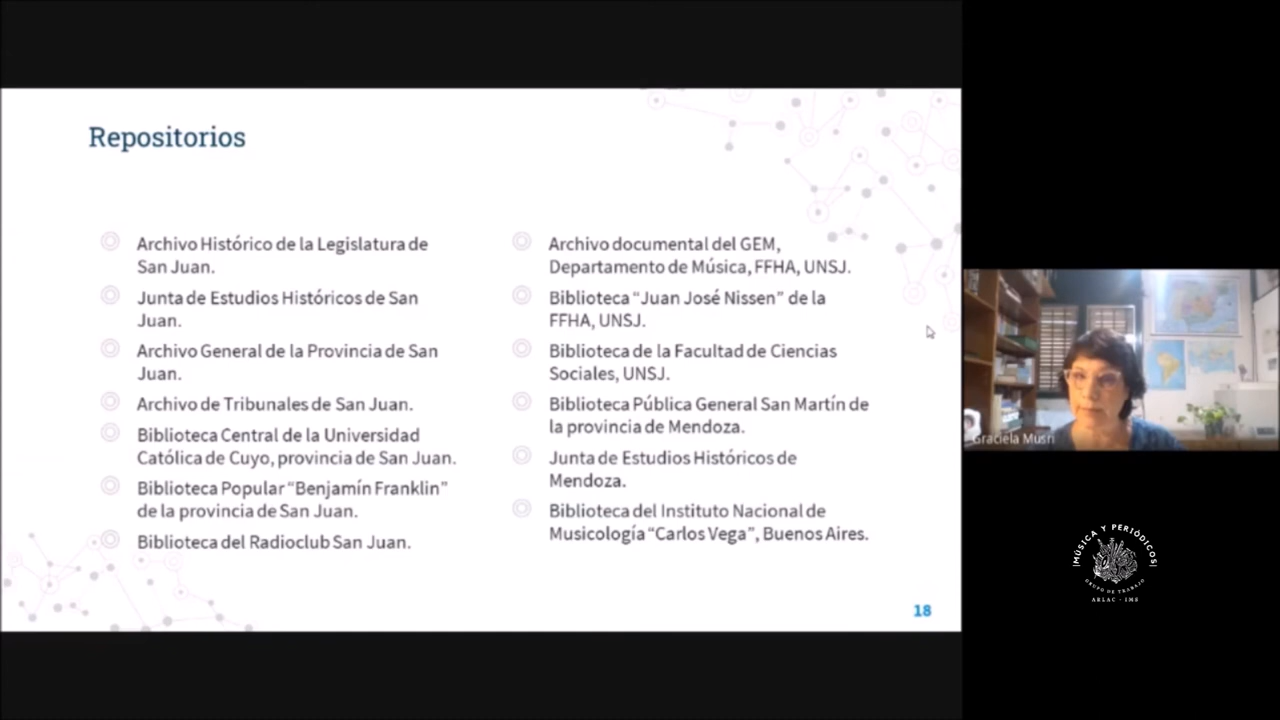 Repositorios
Archivo Histórico de la Legislatura de
San Juan.
Junta de Estudios Históricos de San
Juan.
Archivo General de la Provincia de San
Juan.
Archivo de Tribunales de San Juan.
Biblioteca Central de la Universidad
Católica de Cuyo, provincia de San Juan.
Biblioteca Popular “Benjamín Franklin”
de la provincia de San Juan.
Biblioteca del Radioclub San Juan.
Archivo documental del GEM,
Departamento de Música, FFHA, UNSJ.
Biblioteca “Juan José Nissen” de la
FFHA, UNSJ.
Biblioteca de la Facultad de Ciencias
Sociales, UNSJ.
Biblioteca Pública General San Martín de
la provincia de Mendoza.
Junta de Estudios Históricos de
Mendoza.
Biblioteca del Instituto Nacional de
Musicología “Carlos Vega”, Buenos Aires.
18
Graciela Musri
MÚSICA Y PERIÓDICOS
GRUPO DE TRABAJO
ARLAC - IMS